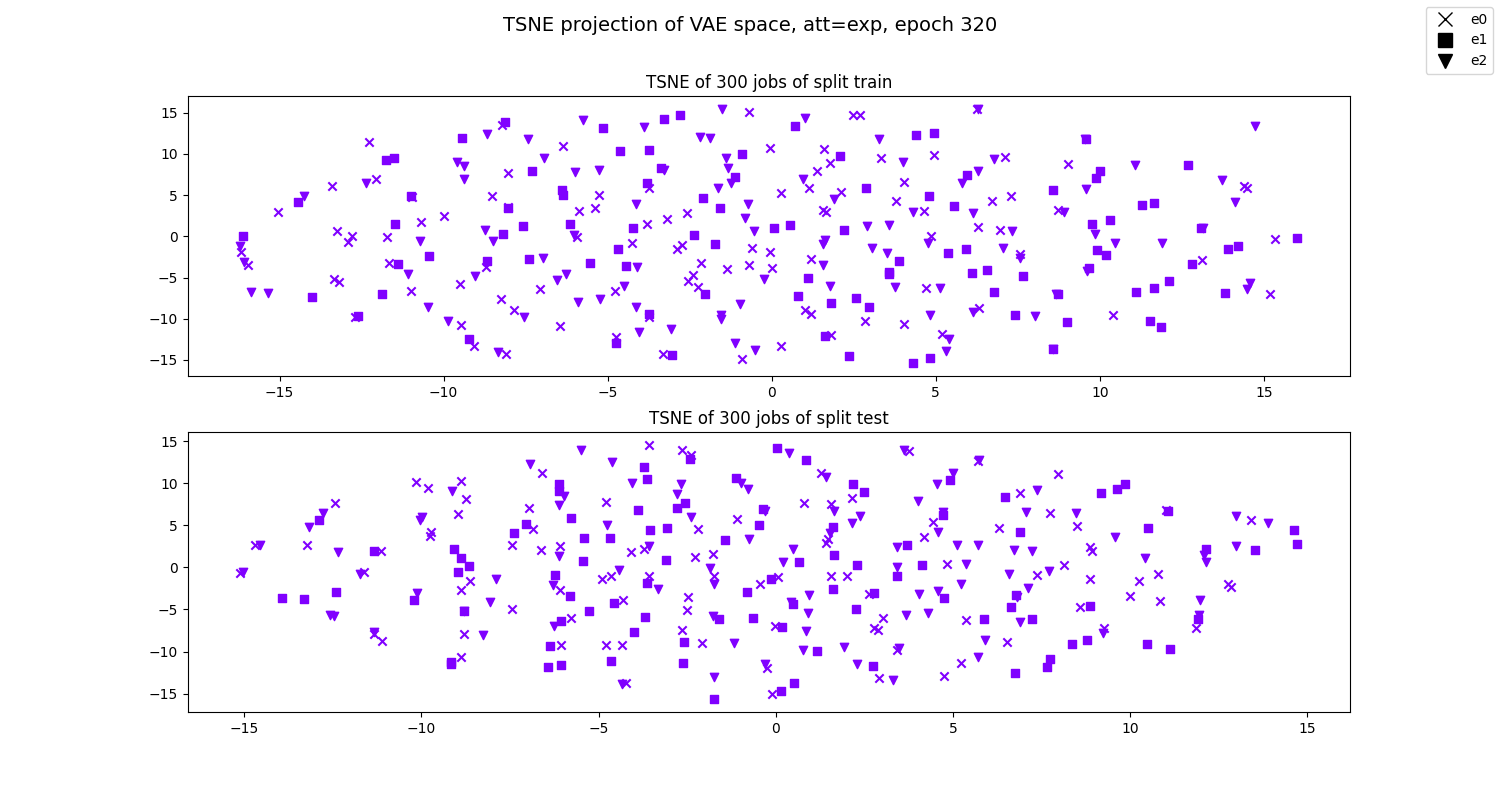 TSNE projection of VAE space, att=exp, epoch 320
e0
e1
e2
TSNE of 300 jobs of split train
15
10
5
0
−5
−10
−15
−15 −10 −5 0 5 10 15
TSNE of 300 jobs of split test
15
10
5
0
−5
−10
−15
−15 −10 −5 0 5 10 15